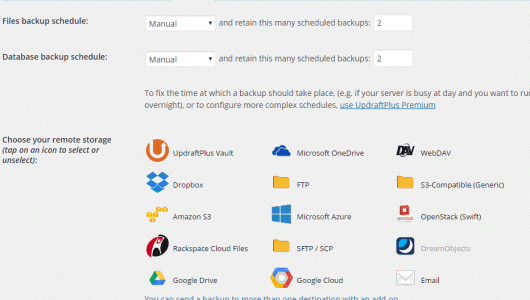 Files backup schedule: Manual and retain this many scheduled backups: 2
Database backup schedule: Manual and retain this many scheduled backups: 2
To fix the time at which a backup should take place, (e.g. if your server is busy at day and you want to run
overnight), or to configure more complex schedules, use UpdraftPlus Premium
Choose your remote storage
(tap on an icon to select or
unselect):
UpdraftPlus Vault Microsoft OneDrive WebDAV
Dropbox FTP S3-Compatible (Generic)
Amazon S3 Microsoft Azure OpenStack (Swift)
Rackspace Cloud Files SFTP / SCP DreamObjects
Google Drive Google Cloud Email
You can send a backup to more than one destination with an add-on.